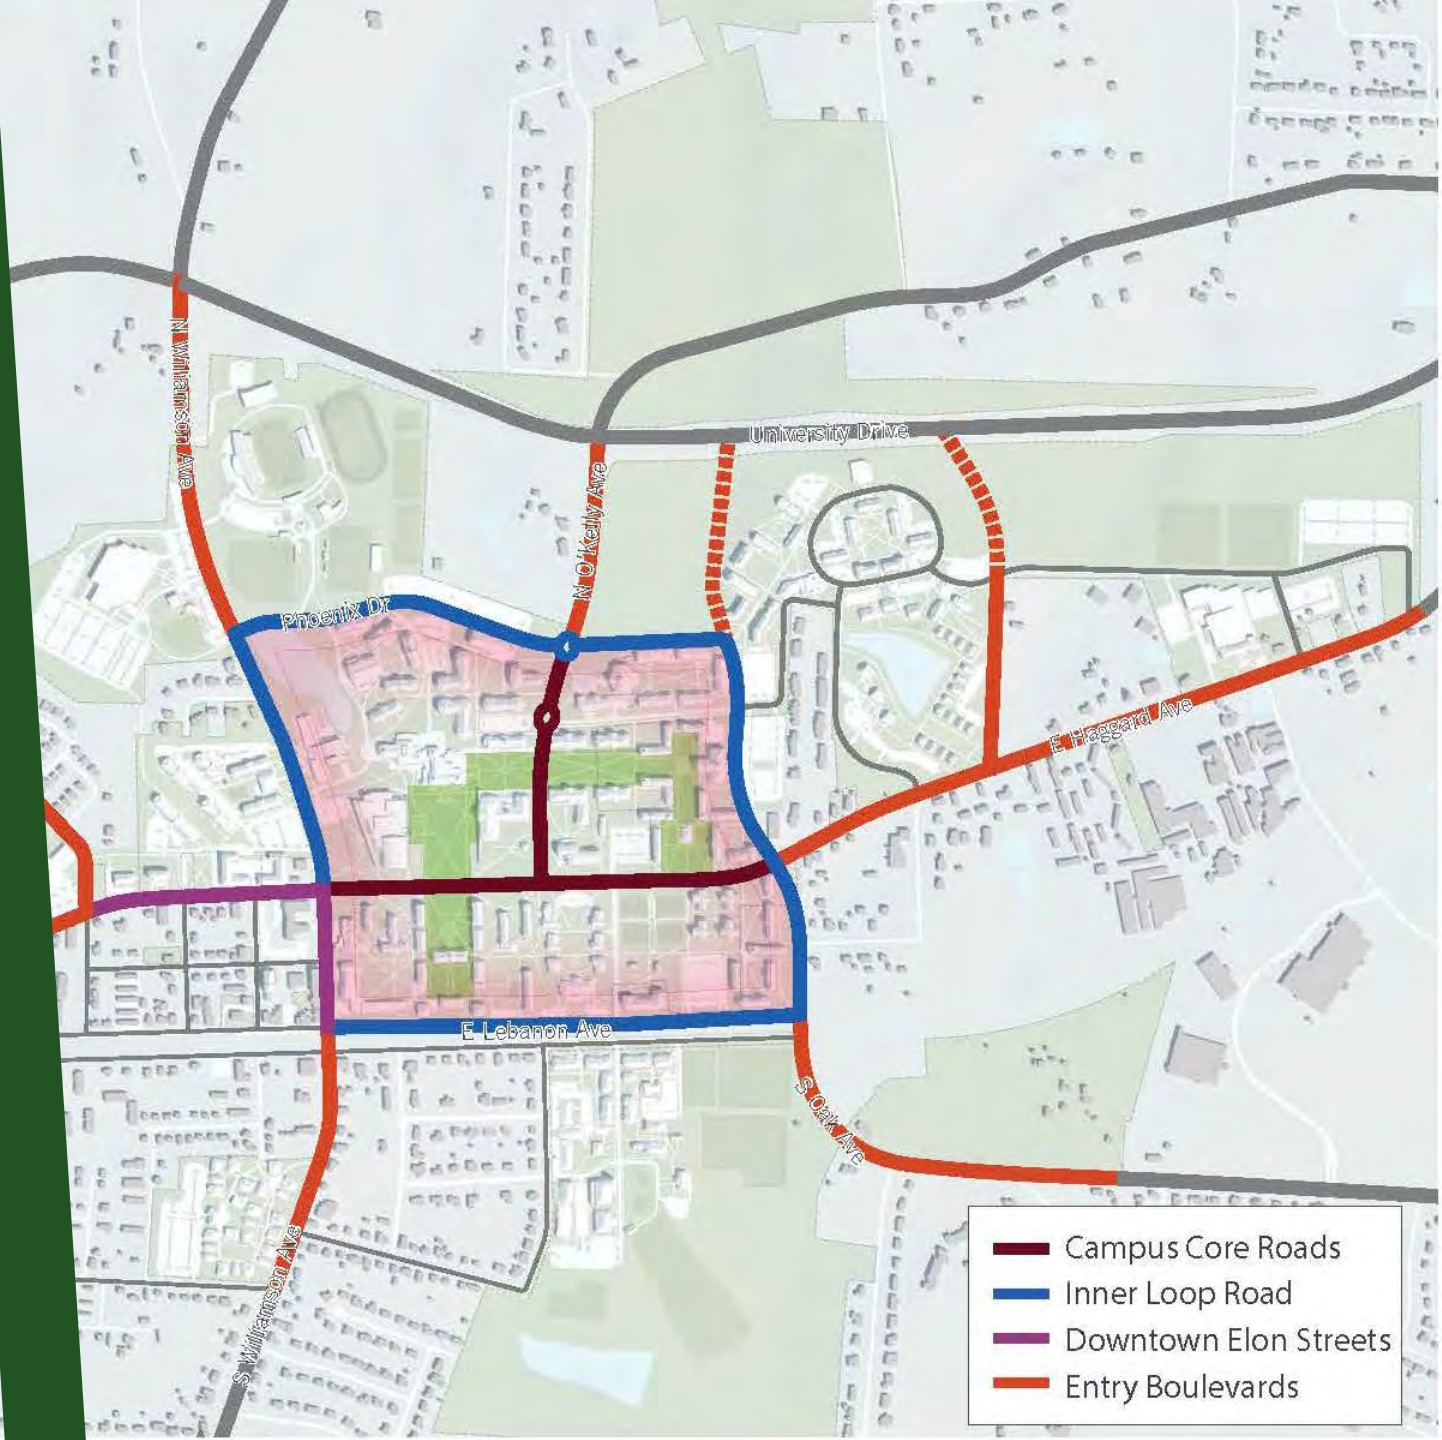 N Williamson Ave
University Drive
N O'Kelly Ave
Phoenix Dr
E Haggard Ave
E Lebanon Ave
S Oak Ave
S Williamson Ave
Campus Core Roads
Inner Loop Road
Downtown Elon Streets
Entry Boulevards